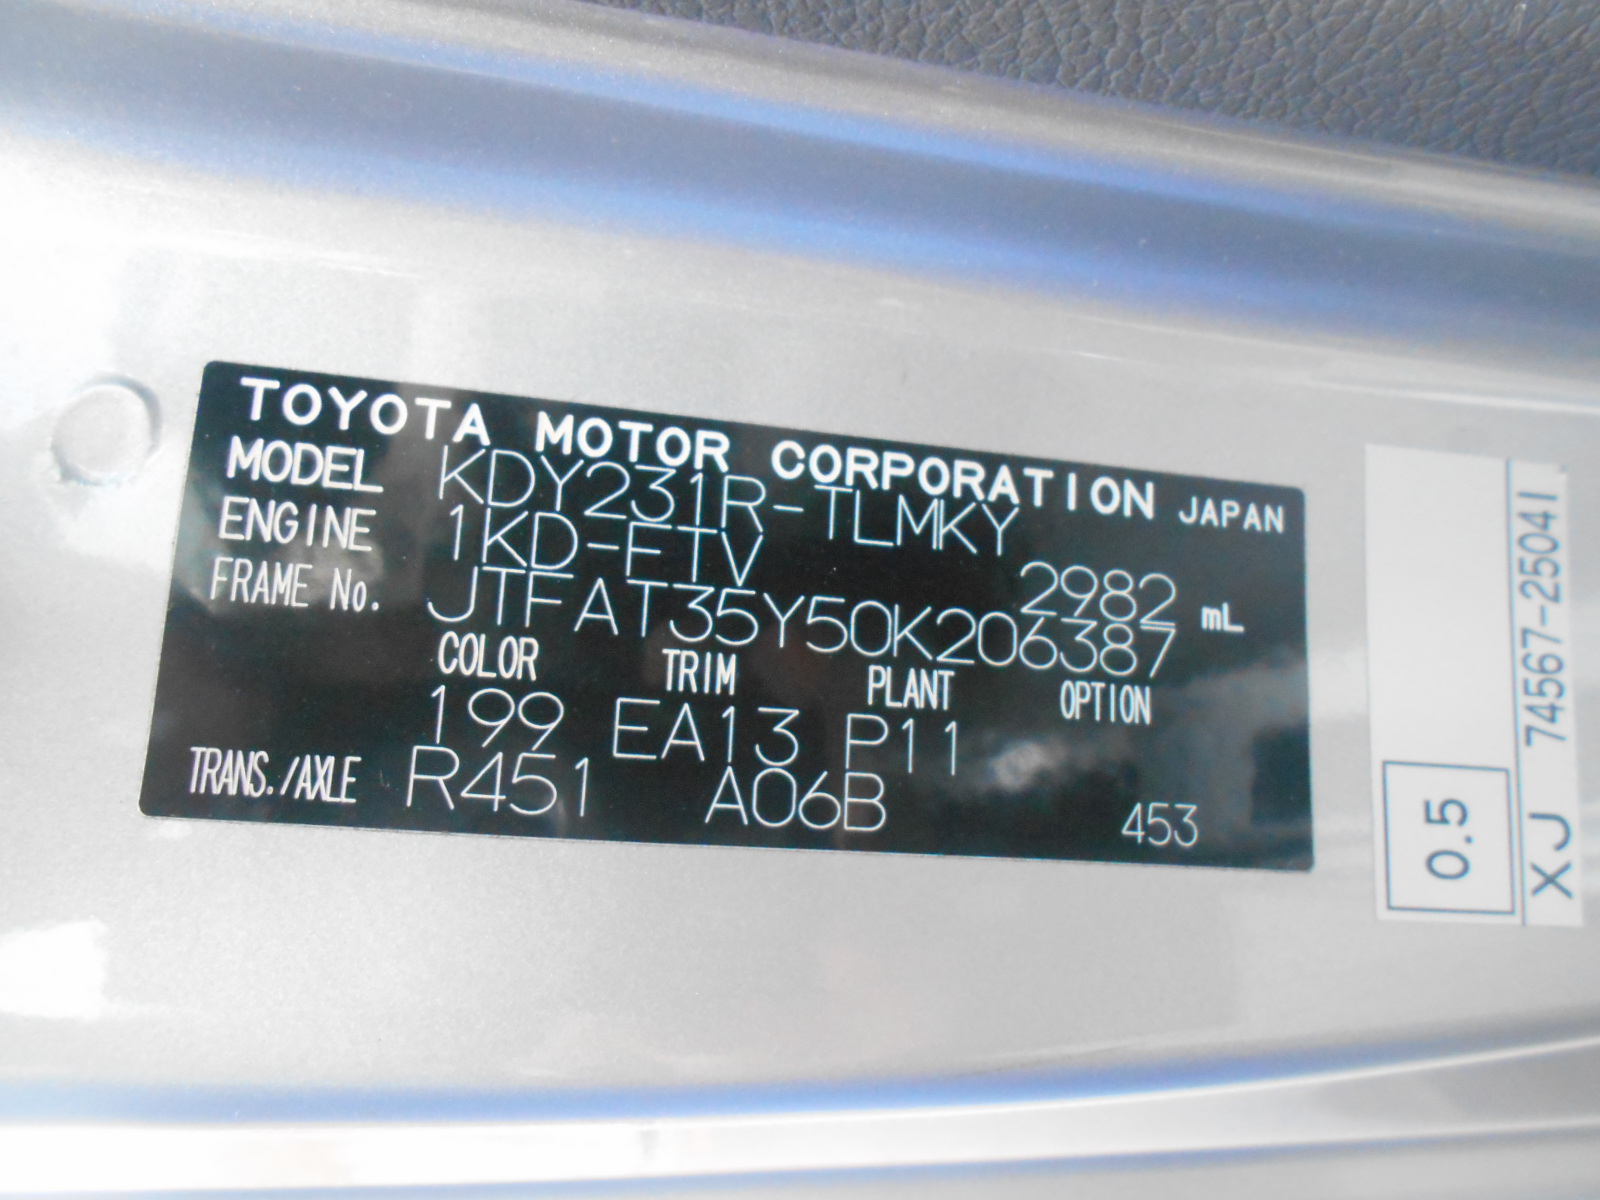 TOYOTA MOTOR CORPORATION JAPAN
MODEL KDY231R-TLMKY
ENGINE 1KD-FTV 2982 mL
FRAME No. JTFAT35Y50K206387
COLOR TRIM PLANT OPTION
199 EA13 P11
TRANS./AXLE R451 A06B 453
0.5
XJ 74567-25041